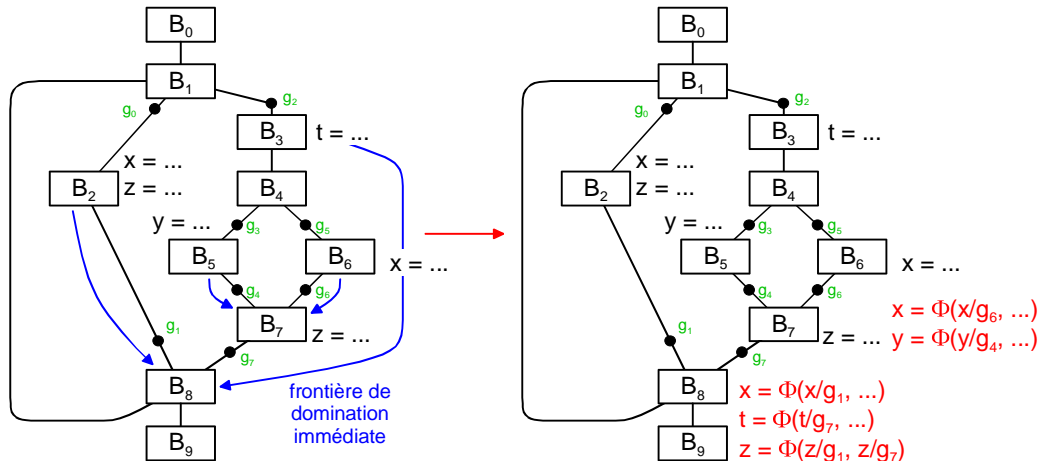 B0
B1
g0
g2
B3
t = ...
x = ...
B2
z = ...
B4
y = ...
g3
g5
B5
B6
x = ...
g4
g6
B7
z = ...
g1
g7
B8
frontière de
domination
immédiate
B9
B0
B1
g0
g2
B3
t = ...
x = ...
B2
z = ...
B4
y = ...
g3
g5
B5
B6
x = ...
g4
g6
x = Φ(x/g6, ...)
B7
z = ...
y = Φ(y/g4, ...)
g1
g7
B8
x = Φ(x/g1, ...)
t = Φ(t/g7, ...)
B9
z = Φ(z/g1, z/g7)